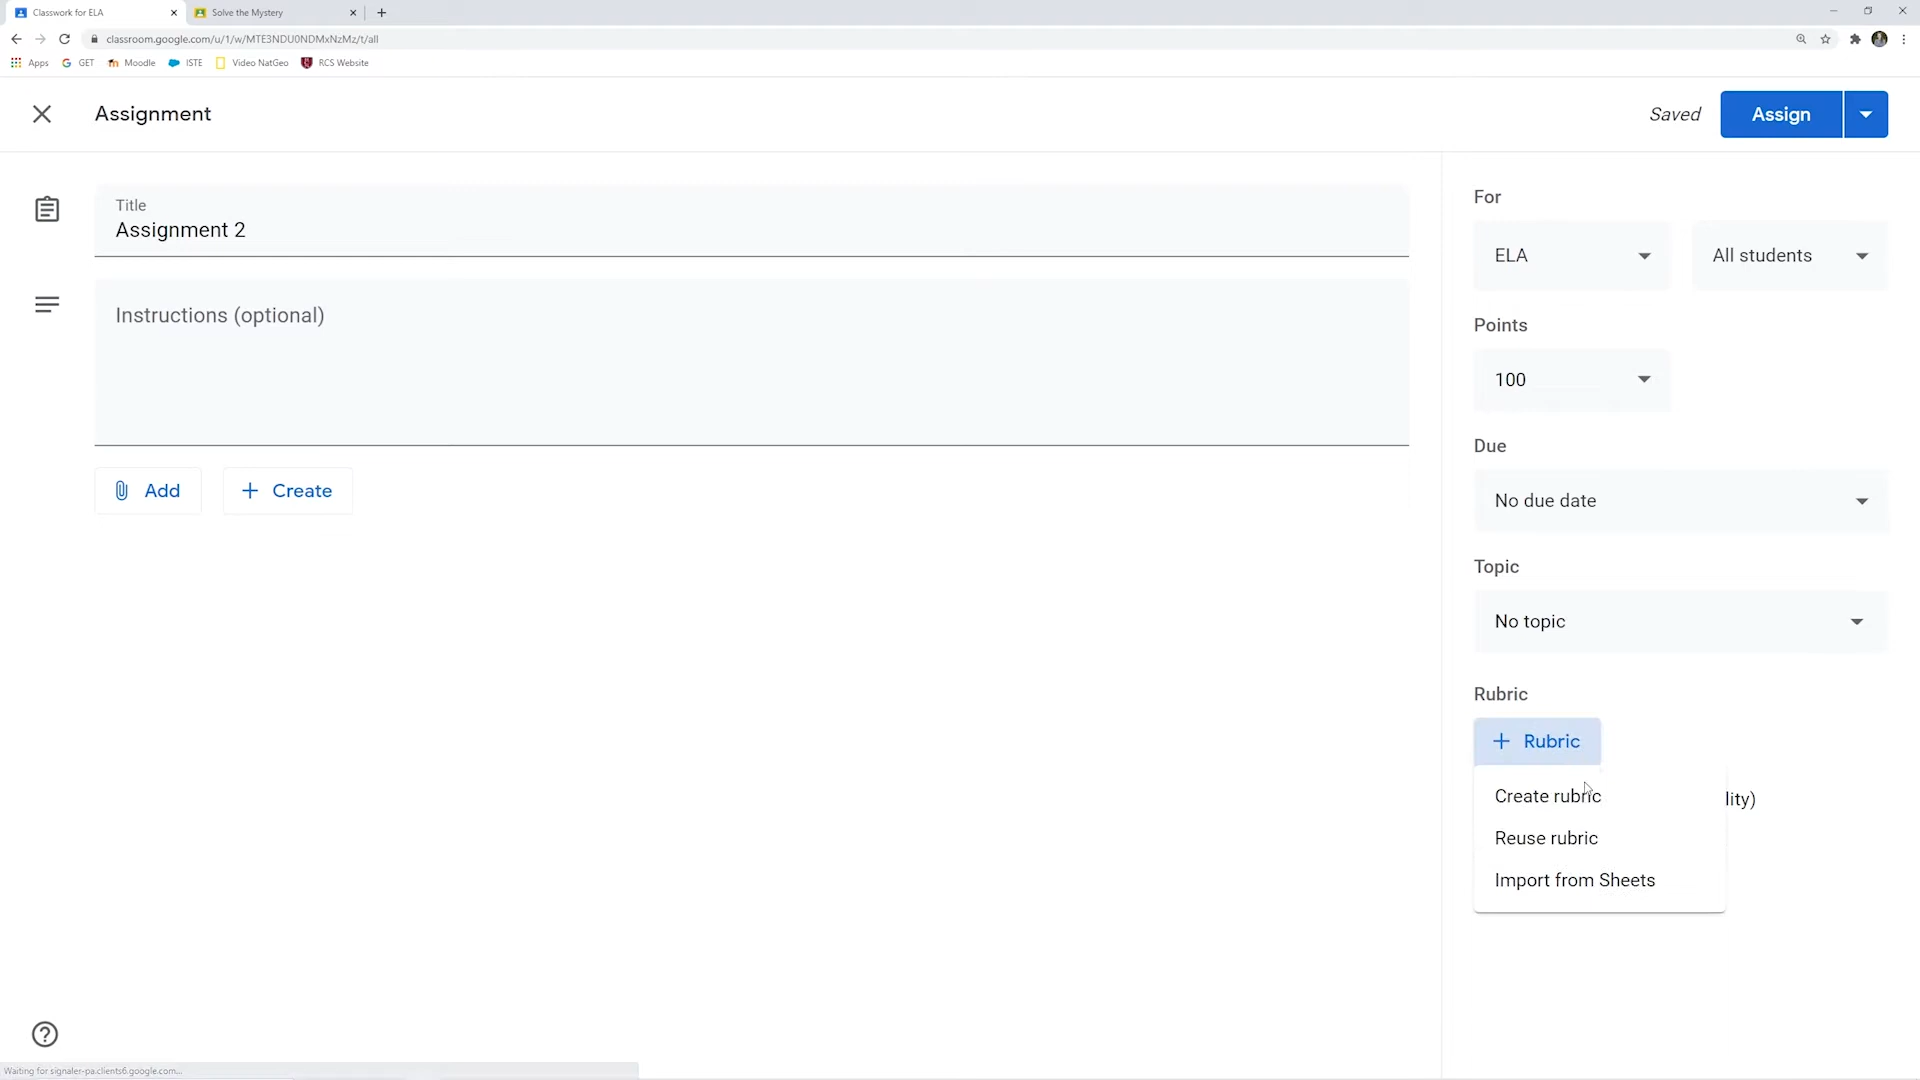 Classwork for ELA
Solve the Mystery
classroom.google.com/u/1/w/MTE3NDU0NDMxNzMz/t/all
Apps GET Moodle ISTE Video NatGeo RCS Website
Assignment
Saved
Assign
Title
Assignment 2
Instructions (optional)
Add
Create
For
ELA
All students
Points
100
Due
No due date
Topic
No topic
Rubric
Rubric
Create rubric
lity)
Reuse rubric
Import from Sheets
Waiting for signaler-pa.clients6.google.com...